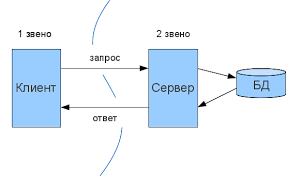 1 звено
2 звено
запрос
Клиент
Сервер
БД
ответ